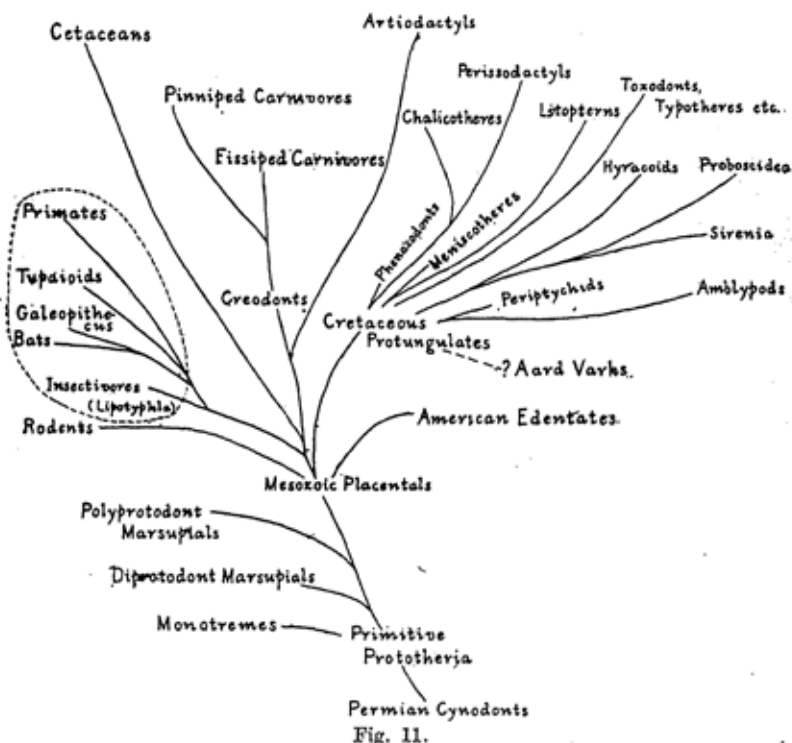 Cetaceans
Artiodactyls
Pinniped Carnivores
Perissodactyls
Chalicotheres
Litopterns
Toxodonts,
Typotheres etc.
Fissiped Carnivores
Hyracoids
Proboscidea
Primates
Phenacodonts
Meniscotheres
Sirenia
Tupaioids
Galeopithe-
cus
Bats
Creodonts
Periptychids
Amblypods
Cretaceous
Protungulates
? Aard Varks.
Insectivores
(Lipotyphla)
Rodents
American Edentates.
Mesozoic Placentals
Polyprotodont
Marsupials
Diprotodont Marsupials
Monotremes
Primitive
Prototheria
Permian Cynodonts
Fig. 11.